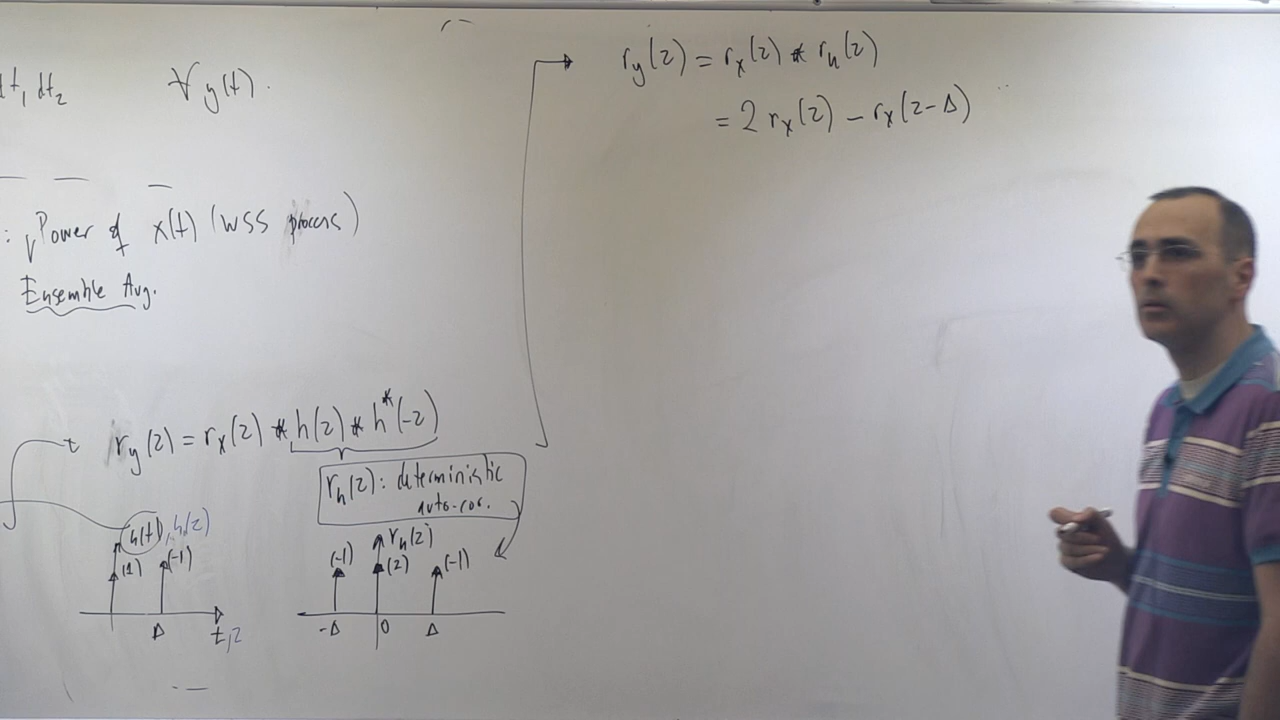 dt₁ dt₂ ∀ y(t).
: Power of x(t) (WSS process)
Ensemble Avg.
r_y(z) = r_x(z) * h(z) * h*(-z)
r_h(z): deterministic
auto-cor.
h(t), h(z)
(1) (-1)
Δ t,z
r_h(z)
(-1) (2) (-1)
-Δ 0 Δ
r_y(z) = r_x(z) * r_h(z)
= 2 r_x(z) - r_x(z-Δ)